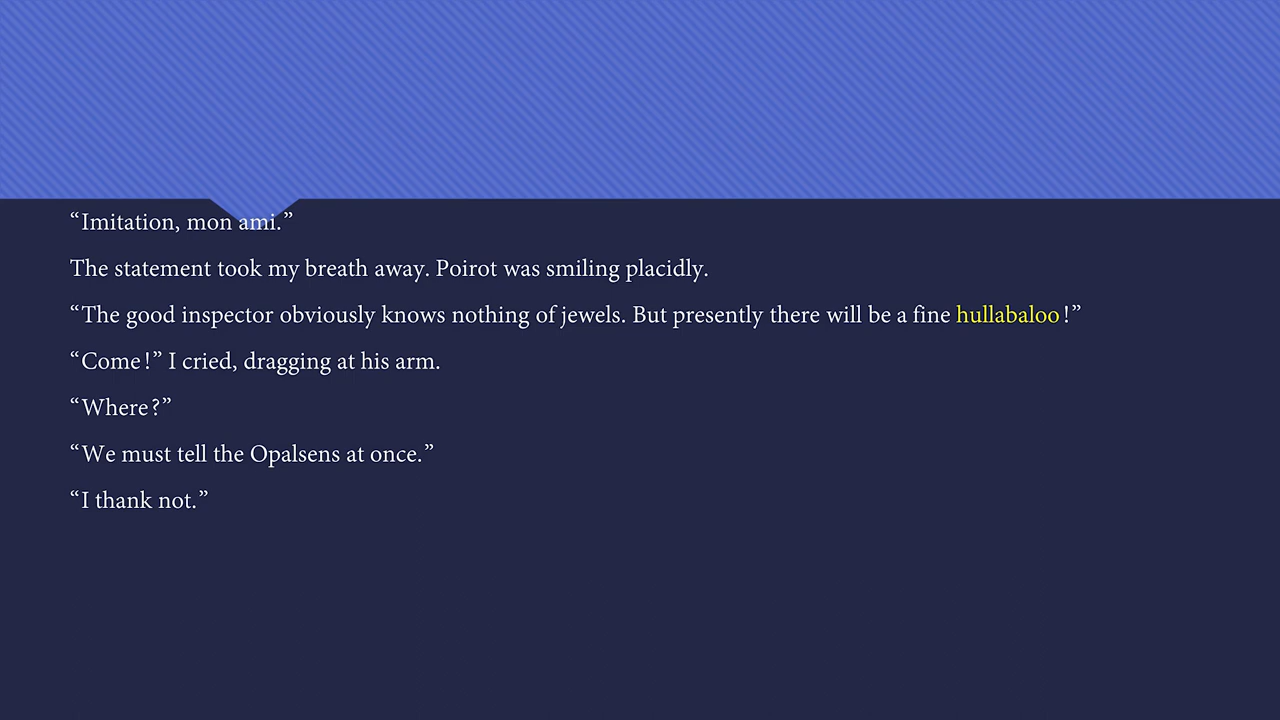 “Imitation, mon ami.”
The statement took my breath away. Poirot was smiling placidly.
“The good inspector obviously knows nothing of jewels. But presently there will be a fine hullabaloo!”
“Come!” I cried, dragging at his arm.
“Where?”
“We must tell the Opalsens at once.”
“I thank not.”